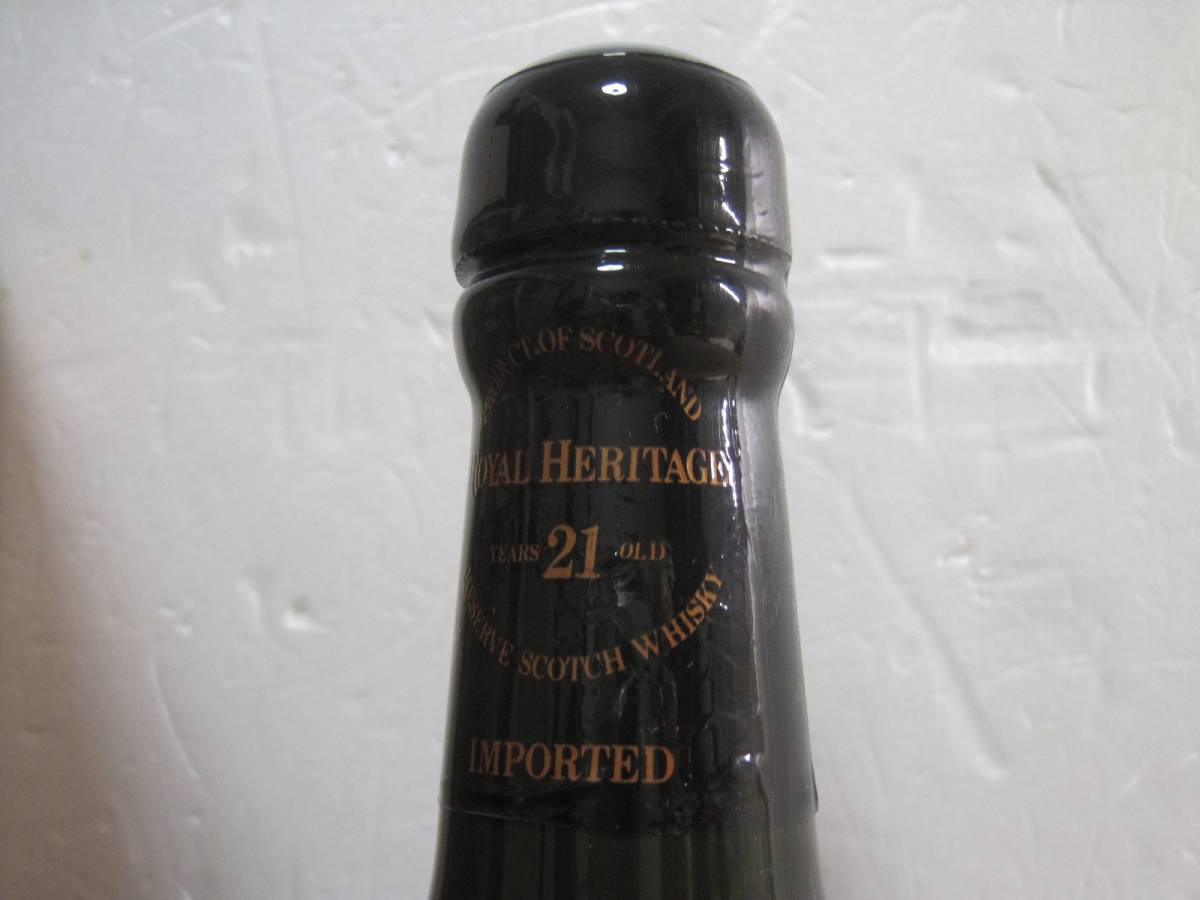 PRODUCT OF SCOTLAND
ROYAL HERITAGE
YEARS 21 OLD
RESERVE SCOTCH WHISKY
IMPORTED